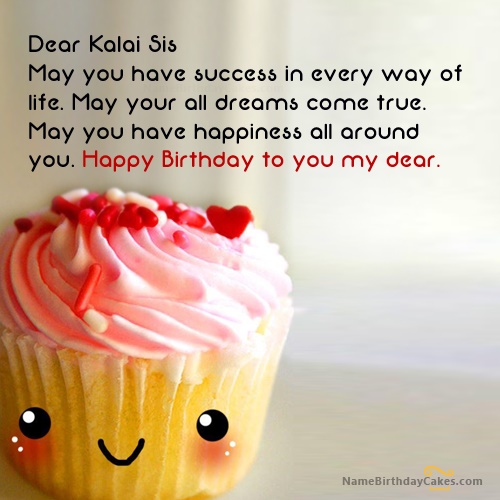 Dear Kalai Sis
May you have success in every way of
life. May your all dreams come true.
May you have happiness all around
you. Happy Birthday to you my dear.
NameBirthdayCakes.com